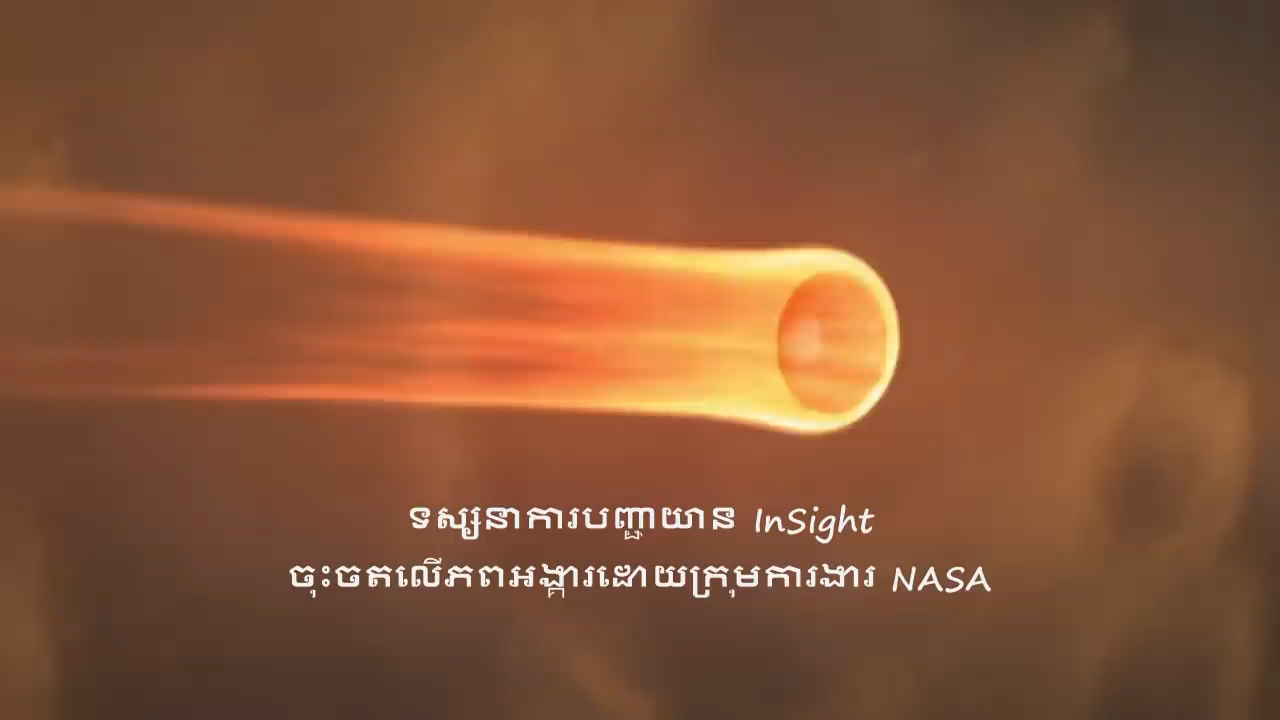 ទស្សនាការបញ្ជាយាន InSight
ចុះចតលើភពអង្គារដោយក្រុមការងារ NASA